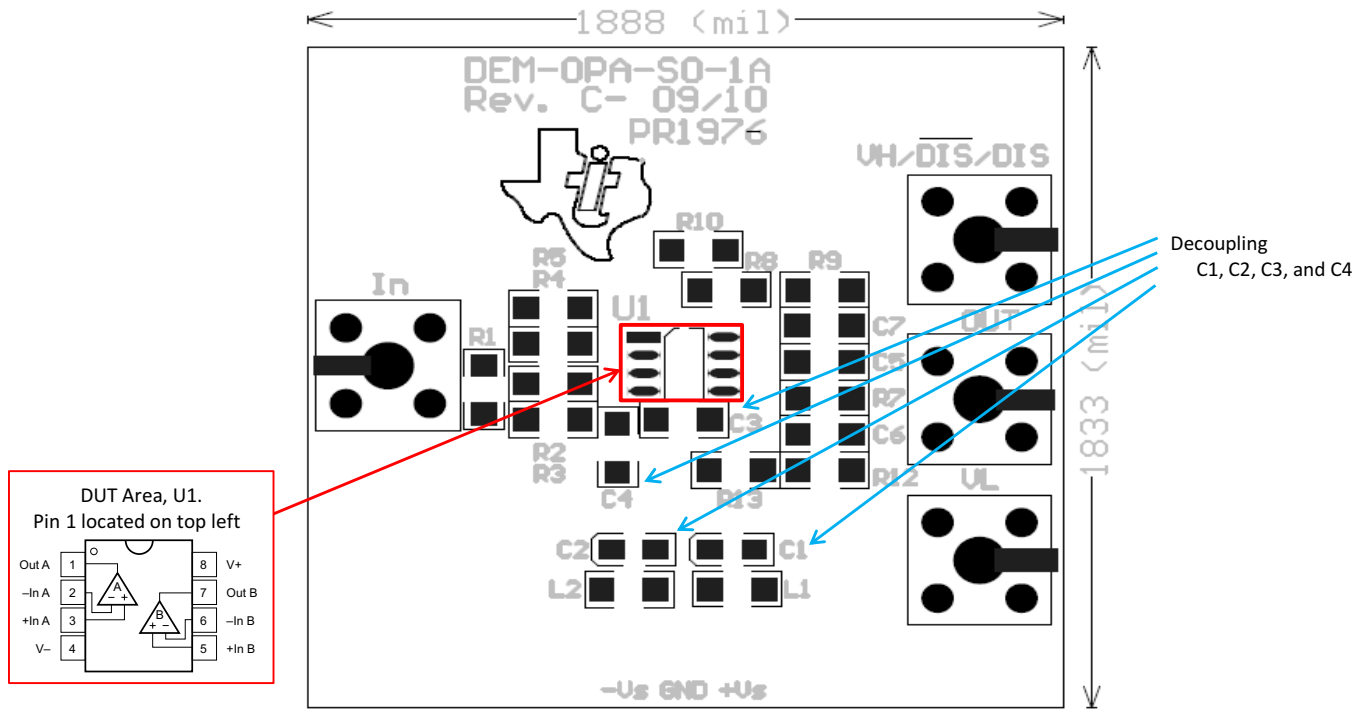 1888 (mil)
DEM-OPA-SO-1A
Rev. C- 09/10
PR1976
VH/DIS/DIS
Decoupling
C1, C2, C3, and C4
R10
R5
R8
R9
R4
In
U1
C7
OUT
R1
C5
R7
C3
C6
R2
R3
R12
C4
R13
VL
1833 (mil)
DUT Area, U1.
Pin 1 located on top left
Out A 1 8 V+
A
–In A 2 – + 7 Out B
B
+In A 3 + – 6 –In B
V– 4 5 +In B
C2
C1
L2
L1
-Vs GND +Vs